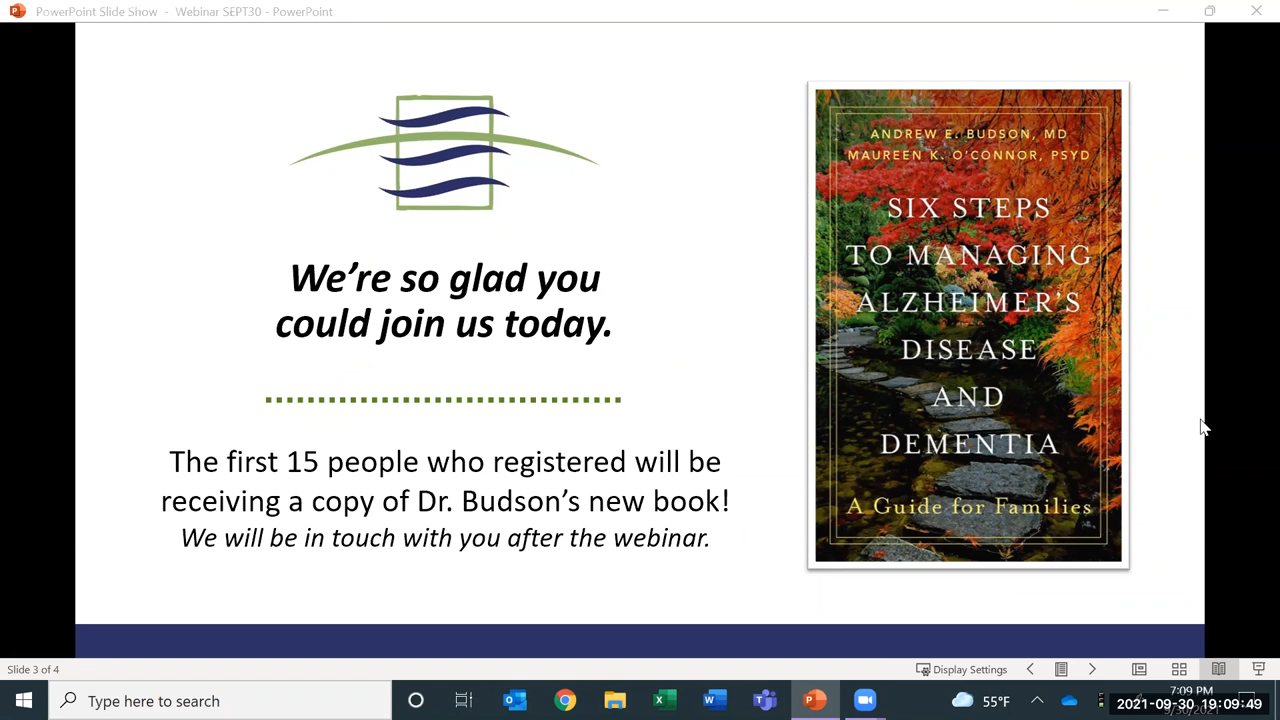 PowerPoint Slide Show - Webinar SEPT30 - PowerPoint
We're so glad you
could join us today.
The first 15 people who registered will be
receiving a copy of Dr. Budson's new book!
We will be in touch with you after the webinar.
ANDREW E. BUDSON, MD
MAUREEN K. O'CONNOR, PSYD
SIX STEPS
TO MANAGING
ALZHEIMER'S
DISEASE
AND
DEMENTIA
A Guide for Families
Slide 3 of 4
Display Settings
Type here to search
55°F
7:09 PM
2021-09-30 19:09:49